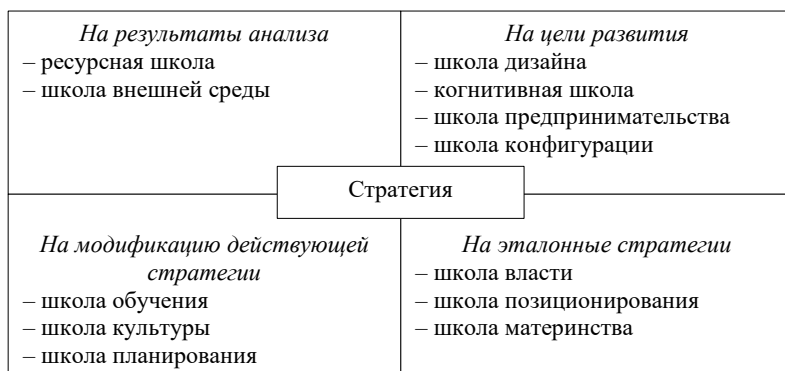 На результаты анализа
– ресурсная школа
– школа внешней среды
На цели развития
– школа дизайна
– когнитивная школа
– школа предпринимательства
– школа конфигурации
Стратегия
На модификацию действующей
стратегии
– школа обучения
– школа культуры
– школа планирования
На эталонные стратегии
– школа власти
– школа позиционирования
– школа материнства